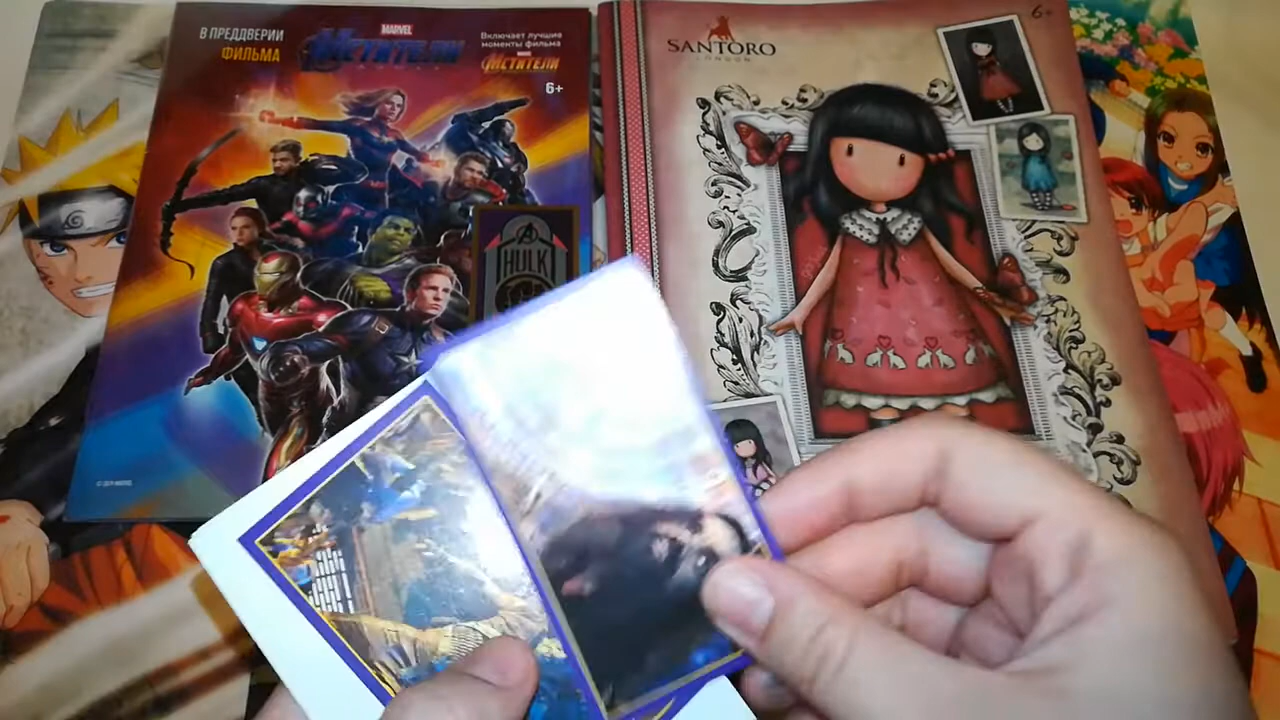 В ПРЕДДВЕРИИ
ФИЛЬМА
MARVEL
МСТИТЕЛИ
Включает лучшие
моменты фильма
МСТИТЕЛИ
6+
HULK
SANTORO
LONDON
6+